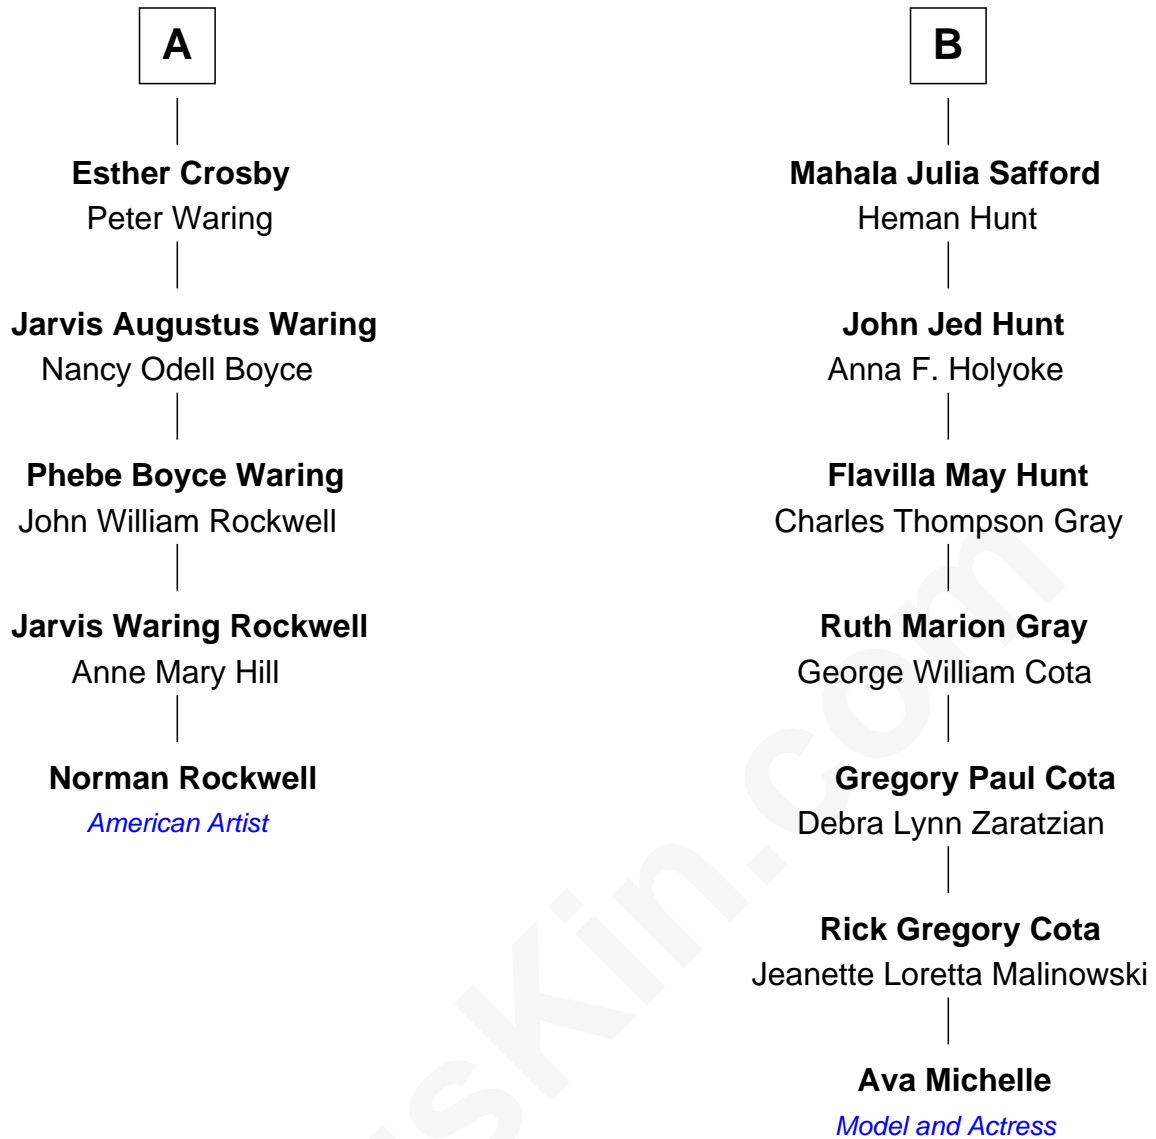 A
Esther Crosby
Peter Waring
Jarvis Augustus Waring
Nancy Odell Boyce
Phebe Boyce Waring
John William Rockwell
Jarvis Waring Rockwell
Anne Mary Hill
Norman Rockwell
American Artist
B
Mahala Julia Safford
Heman Hunt
John Jed Hunt
Anna F. Holyoke
Flavilla May Hunt
Charles Thompson Gray
Ruth Marion Gray
George William Cota
Gregory Paul Cota
Debra Lynn Zaratzian
Rick Gregory Cota
Jeanette Loretta Malinowski
Ava Michelle
Model and Actress
usKin.com